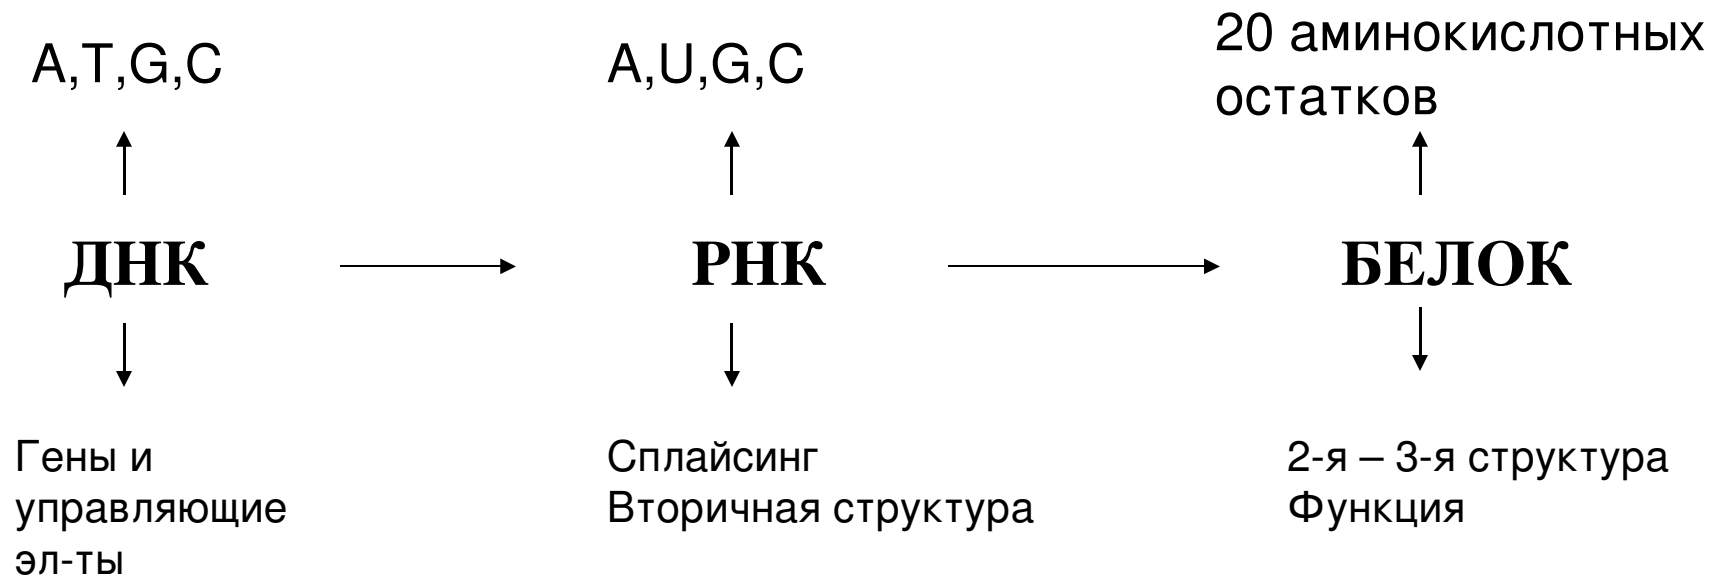 A,T,G,C
A,U,G,C
20 аминокислотных
остатков
ДНК
РНК
БЕЛОК
Гены и
управляющие
эл-ты
Сплайсинг
Вторичная структура
2-я – 3-я структура
Функция